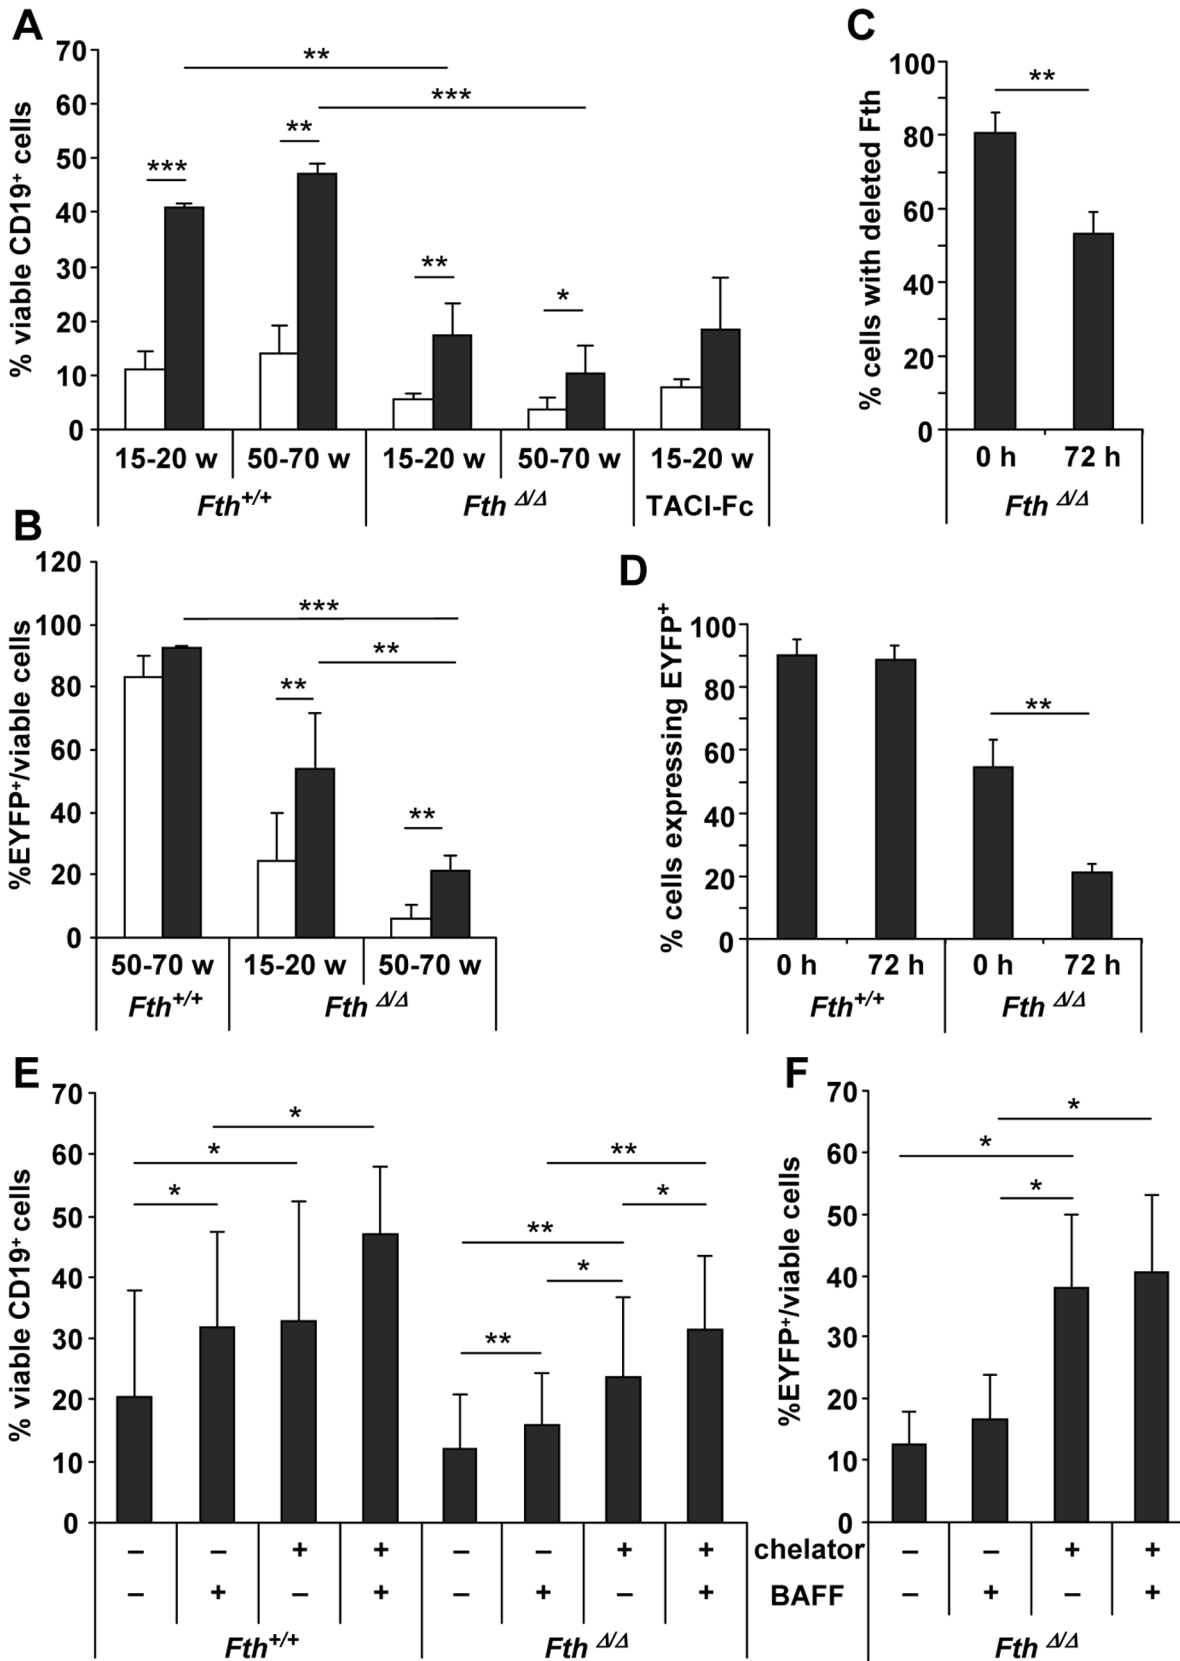 A
% viable CD19⁺ cells
70
60
50
40
30
20
10
0
**
***
***
**
**
*
15-20 w 50-70 w 15-20 w 50-70 w 15-20 w
Fth⁺/⁺ Fth Δ/Δ TACI-Fc
C
% cells with deleted Fth
100
80
60
40
20
0
**
0 h 72 h
Fth Δ/Δ
B
%EYFP⁺/viable cells
120
100
80
60
40
20
0
***
**
**
**
50-70 w 15-20 w 50-70 w
Fth⁺/⁺ Fth Δ/Δ
D
% cells expressing EYFP⁺
100
80
60
40
20
0
**
0 h 72 h 0 h 72 h
Fth⁺/⁺ Fth Δ/Δ
E
% viable CD19⁺ cells
70
60
50
40
30
20
10
0
*
*
*
**
*
**
*
**
– – + + – – + + chelator
– + – + – + – + BAFF
Fth⁺/⁺ Fth Δ/Δ
F
%EYFP⁺/viable cells
70
60
50
40
30
20
10
0
*
*
*
– – + +
– + – +
Fth Δ/Δ